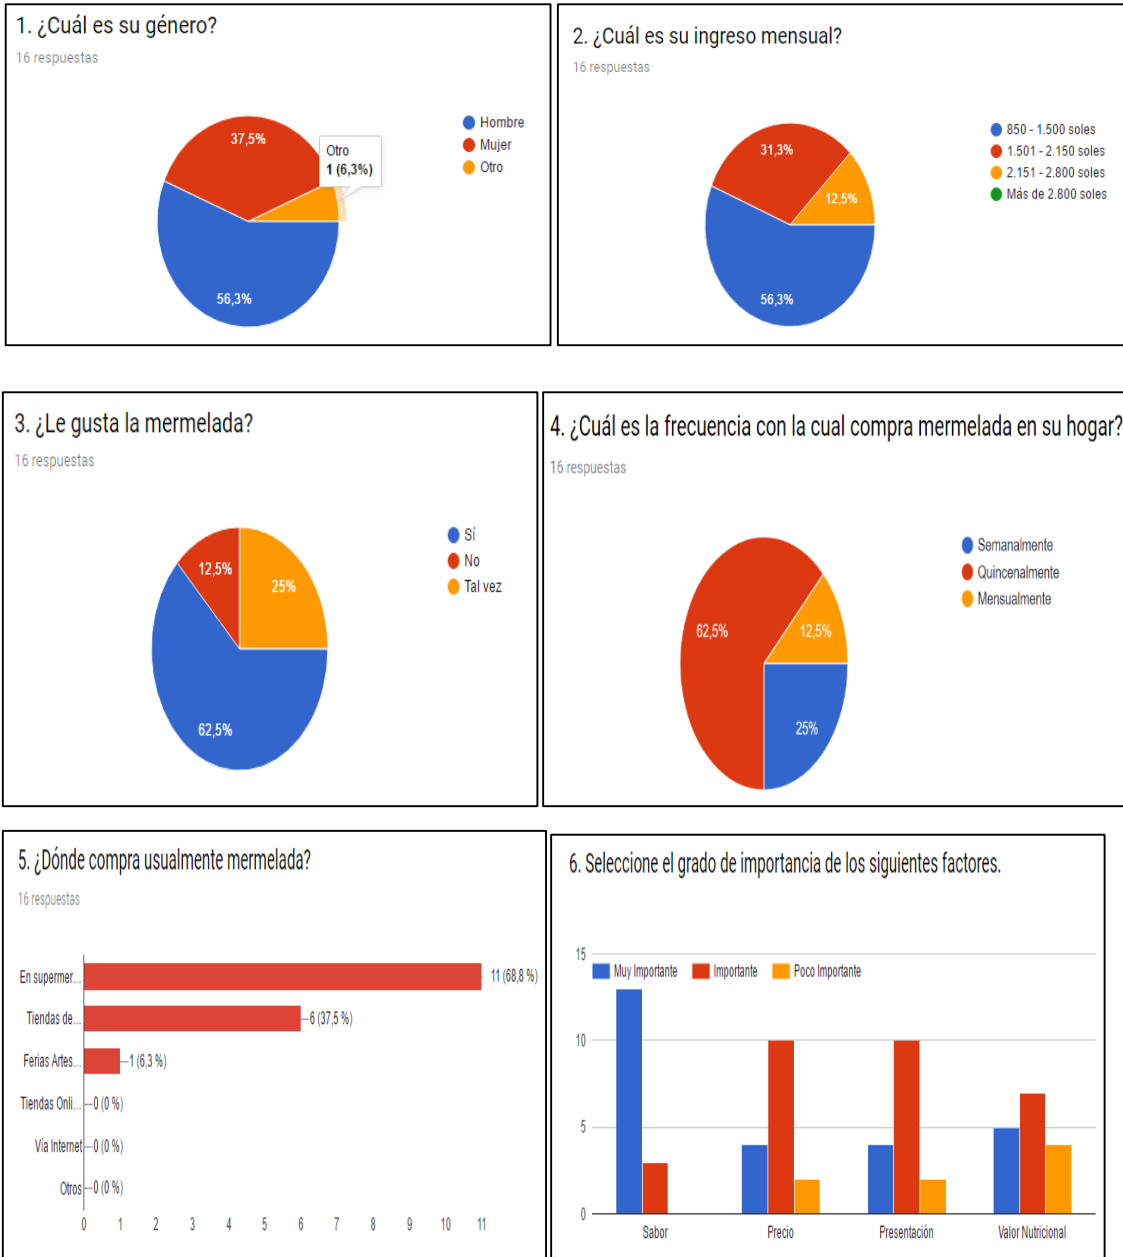 1. ¿Cuál es su género?
16 respuestas
37,5%
Otro
1 (6,3%)
56,3%
Hombre
Mujer
Otro
2. ¿Cuál es su ingreso mensual?
16 respuestas
31,3%
12,5%
56,3%
850 - 1.500 soles
1.501 - 2.150 soles
2.151 - 2.800 soles
Más de 2.800 soles
3. ¿Le gusta la mermelada?
16 respuestas
12,5%
25%
62,5%
Sí
No
Tal vez
4. ¿Cuál es la frecuencia con la cual compra mermelada en su hogar?
16 respuestas
62,5%
12,5%
25%
Semanalmente
Quincenalmente
Mensualmente
5. ¿Dónde compra usualmente mermelada?
16 respuestas
En supermer... 11 (68,8 %)
Tiendas de... 6 (37,5 %)
Ferias Artes... 1 (6,3 %)
Tiendas Onli... 0 (0 %)
Vía Internet 0 (0 %)
Otros 0 (0 %)
0 1 2 3 4 5 6 7 8 9 10 11
6. Seleccione el grado de importancia de los siguientes factores.
15
Muy Importante Importante Poco Importante
10
5
0
Sabor Precio Presentación Valor Nutricional